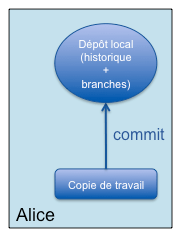 Dépôt local
(historique
+
branches)
commit
Copie de travail
Alice